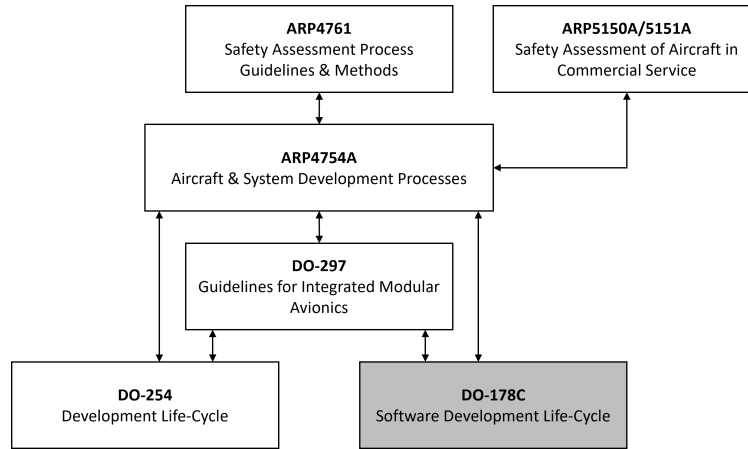 ARP4761
Safety Assessment Process
Guidelines & Methods
ARP5150A/5151A
Safety Assessment of Aircraft in
Commercial Service
ARP4754A
Aircraft & System Development Processes
DO-297
Guidelines for Integrated Modular
Avionics
DO-254
Development Life-Cycle
DO-178C
Software Development Life-Cycle